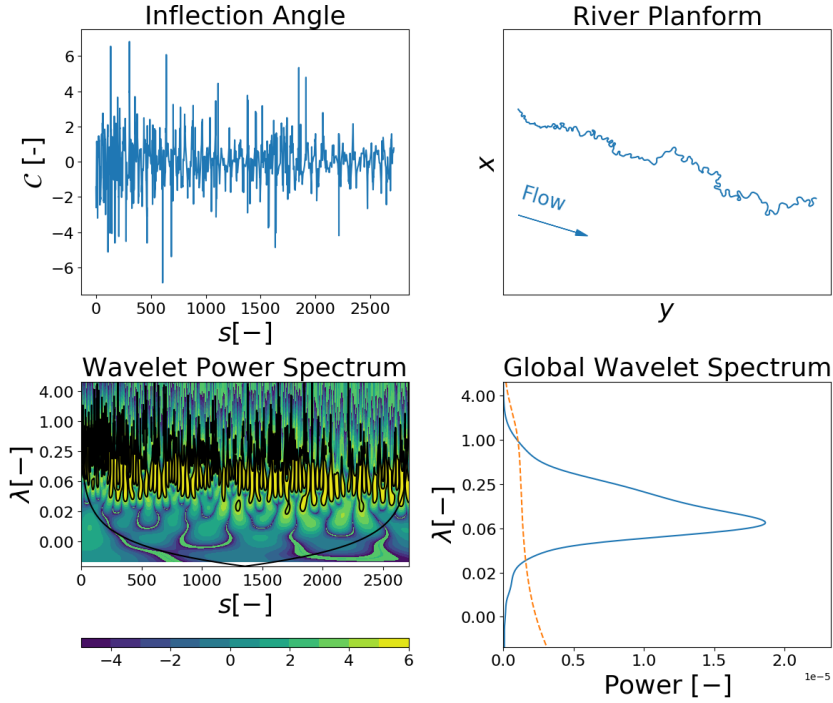 Inflection Angle
6
4
2
0
−2
−4
−6
C [-]
0 500 1000 1500 2000 2500
s[−]
River Planform
x
Flow
y
Wavelet Power Spectrum
4.00
1.00
0.25
0.06
0.02
0.00
λ[−]
0 500 1000 1500 2000 2500
s[−]
−4 −2 0 2 4 6
Global Wavelet Spectrum
4.00
1.00
0.25
0.06
0.02
0.00
λ[−]
0.0 0.5 1.0 1.5 2.0
1e−5
Power [−]